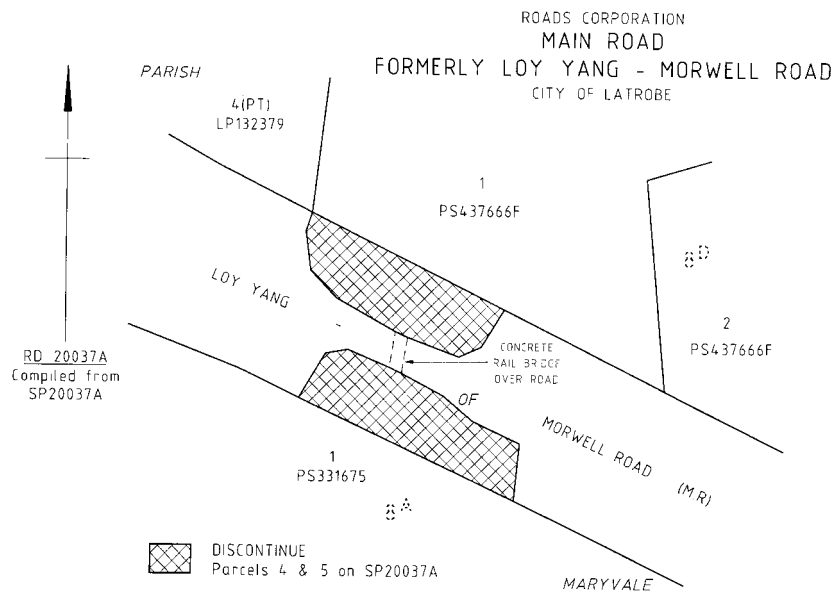 ROADS CORPORATION
MAIN ROAD
FORMERLY LOY YANG - MORWELL ROAD
CITY OF LATROBE
PARISH
4(PT)
LP132379
1
PS437666F
D
2
PS437666F
LOY YANG
-
CONCRETE
RAIL BRIDGE
OVER ROAD
RD 20037A
Compiled from
SP20037A
OF
MORWELL ROAD (M.R)
1
PS331675
A
DISCONTINUE
Parcels 4 & 5 on SP20037A
MARYVALE